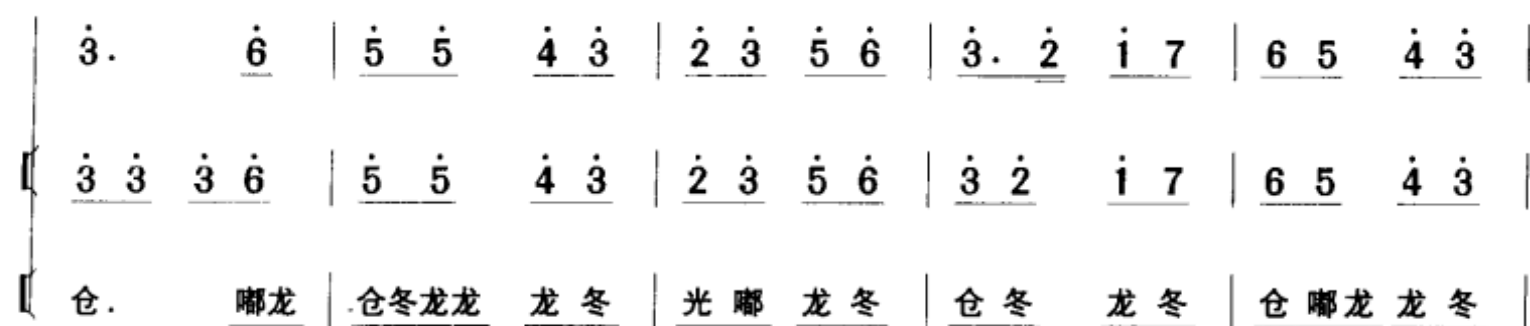 3̇. 6̇ | 5̇ 5̇ 4̇ 3̇ | 2̇ 3̇ 5̇ 6̇ | 3̇. 2̇ 1̇ 7 | 6 5 4̇ 3̇ |
3̇ 3̇ 3̇ 6̇ | 5̇ 5̇ 4̇ 3̇ | 2̇ 3̇ 5̇ 6̇ | 3̇ 2̇ 1̇ 7 | 6 5 4̇ 3̇ |
仓. 嘟龙 | 仓冬龙龙 龙冬 | 光嘟 龙冬 | 仓冬 龙冬 | 仓嘟龙 龙冬 |